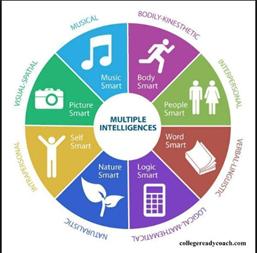 MUSICAL
BODILY-KINESTHETIC
INTERPERSONAL
VERBAL-LINGUISTIC
LOGICAL-MATHEMATICAL
NATURALISTIC
INTRAPERSONAL
VISUAL-SPATIAL
Music
Smart
Body
Smart
People
Smart
Word
Smart
Logic
Smart
Nature
Smart
Self
Smart
Picture
Smart
MULTIPLE
INTELLIGENCES
collegereadycoach.com